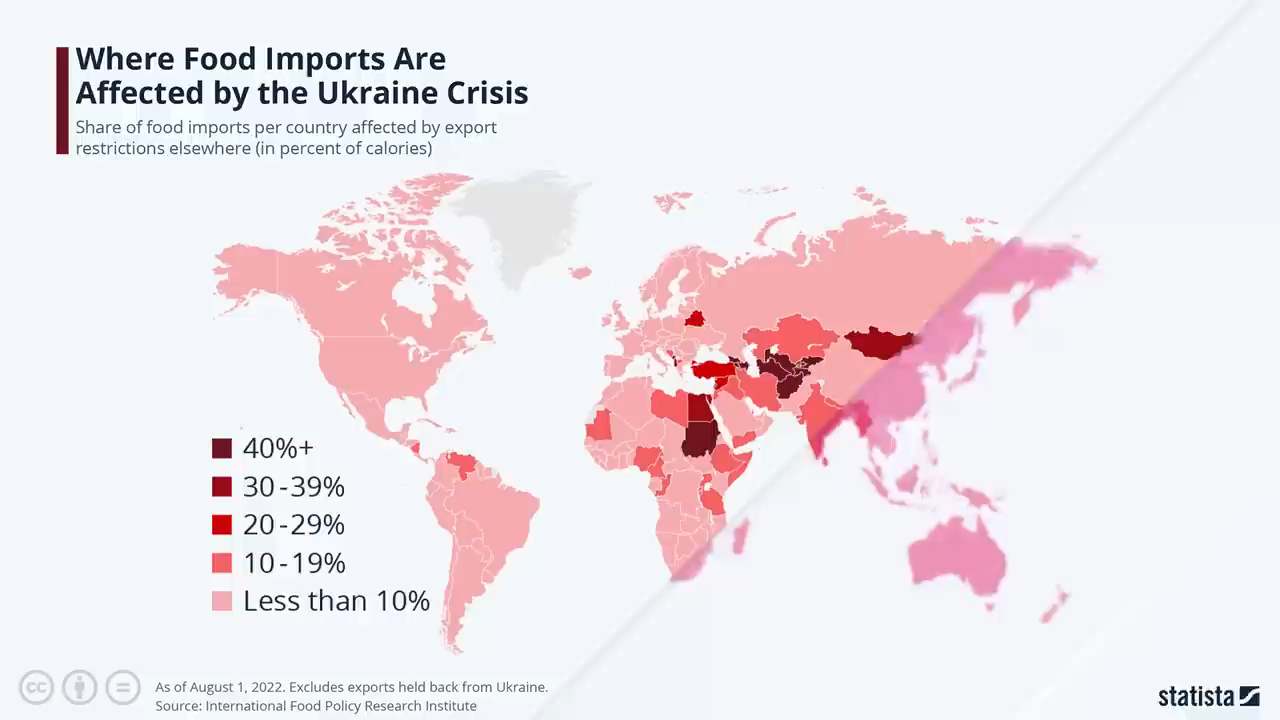 Where Food Imports Are
Affected by the Ukraine Crisis
Share of food imports per country affected by export
restrictions elsewhere (in percent of calories)
40%+
30-39%
20-29%
10-19%
Less than 10%
cc
As of August 1, 2022. Excludes exports held back from Ukraine.
Source: International Food Policy Research Institute
statista